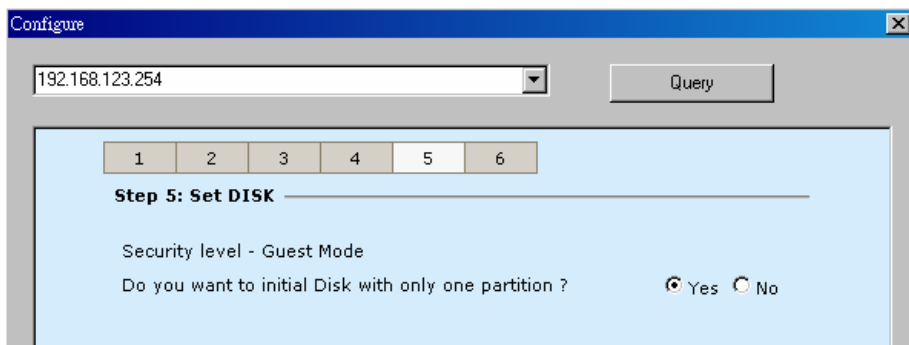 Configure
192.168.123.254
Query
1 2 3 4 5 6
Step 5: Set DISK
Security level - Guest Mode
Do you want to initial Disk with only one partition ? Yes No